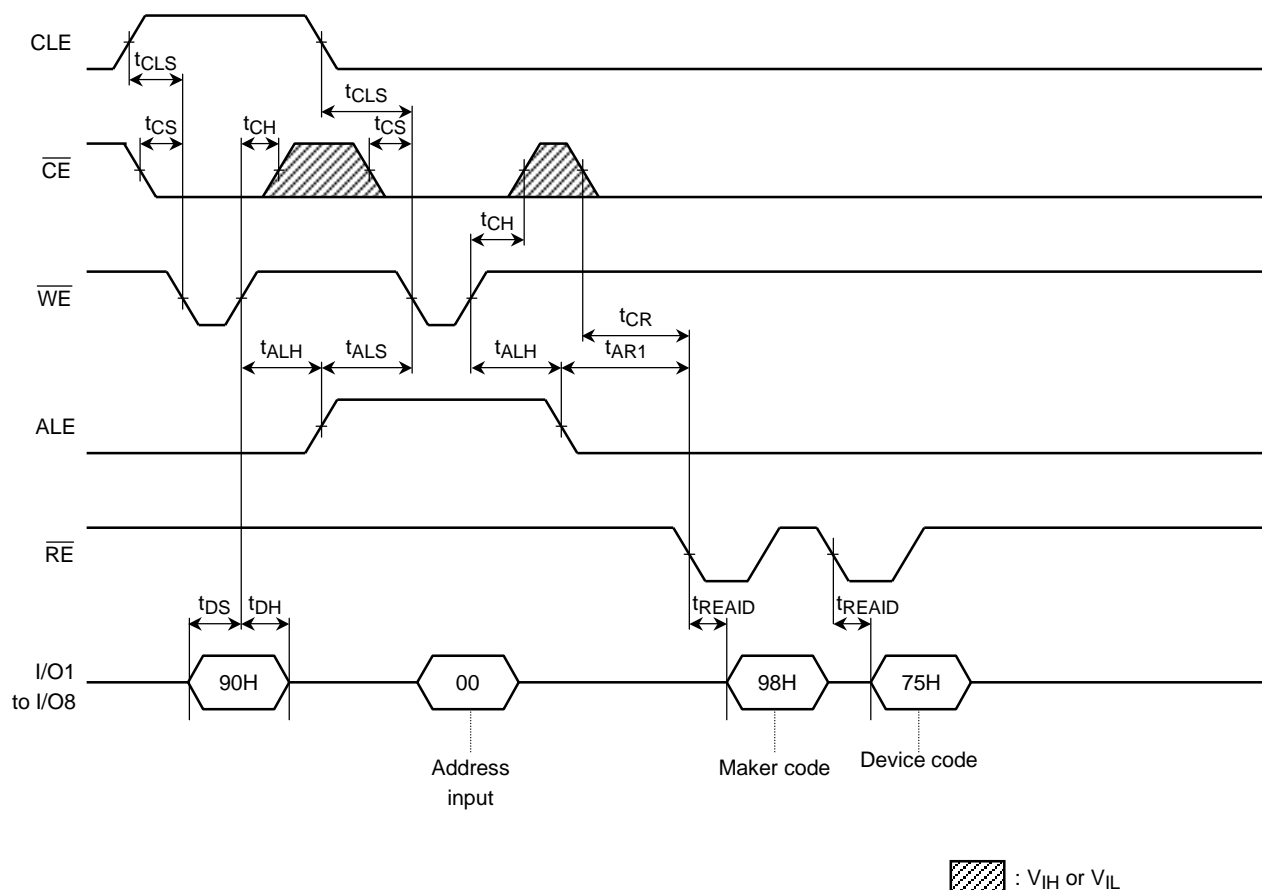 CLE
tCLS
tCLS
tCS
tCH
tCS
CE
tCH
WE
tCR
tALH
tALS
tALH
tAR1
ALE
RE
tDS
tDH
tREAID
tREAID
I/O1
to I/O8
90H
00
98H
75H
Address
input
Maker code
Device code
: VIH or VIL